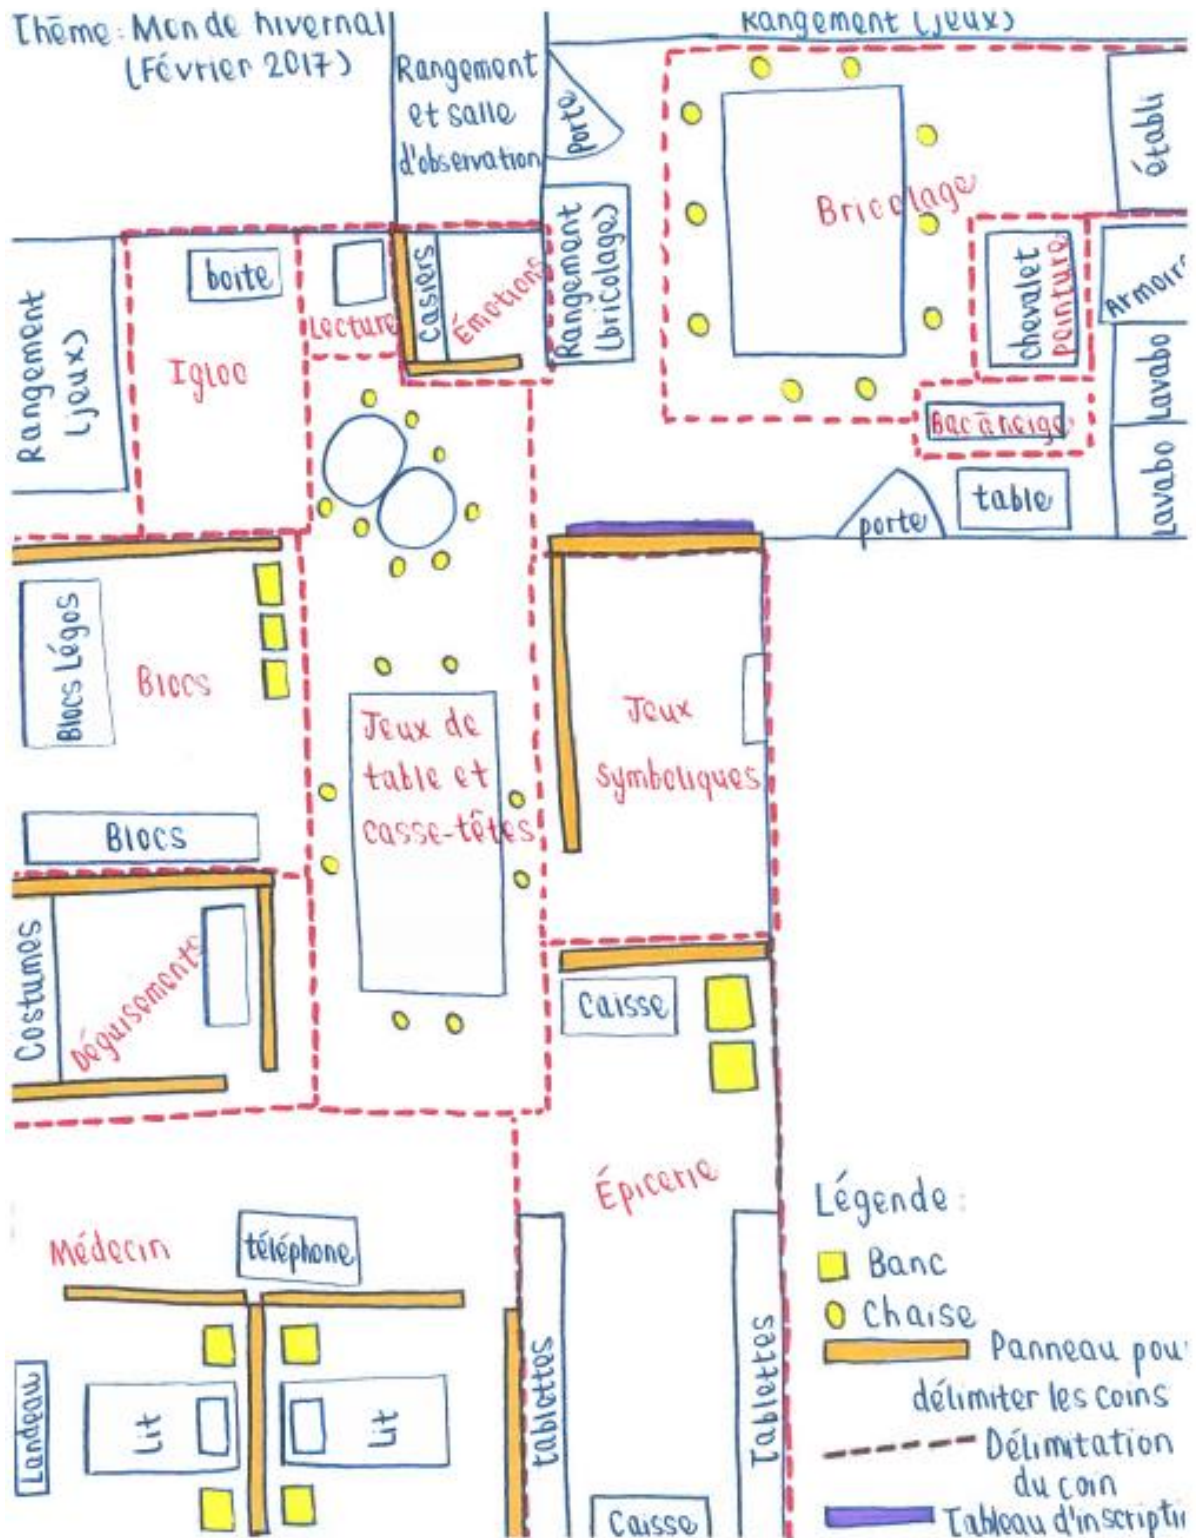 Thème: Monde hivernal
(Février 2017)
Rangement (jeux)
Rangement
et salle
d'observation
porte
établi
Bricolage
Rangement
(bricolage)
chevalet
peinture
Armoire
Lavabo
Lavabo
Bac à neige
table
porte
Rangement
(jeux)
boite
Igloo
Lecture
Casiers
Émotions
Blocs Légos
Blocs
Blocs
Jeux de
table et
casse-têtes
Jeux
symboliques
Costumes
Déguisements
Caisse
Épicerie
Médecin
téléphone
Landeau
Lit
Lit
tablettes
Tablettes
Caisse
Légende:
Banc
Chaise
Panneau pou
délimiter les coins
Délimitation
du coin
Tableau d'inscripti